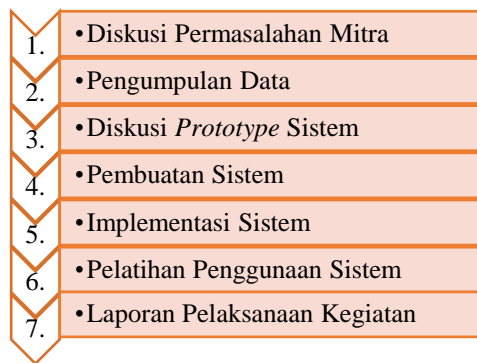 1. •Diskusi Permasalahan Mitra
2. •Pengumpulan Data
3. •Diskusi Prototype Sistem
4. •Pembuatan Sistem
5. •Implementasi Sistem
6. •Pelatihan Penggunaan Sistem
7. •Laporan Pelaksanaan Kegiatan